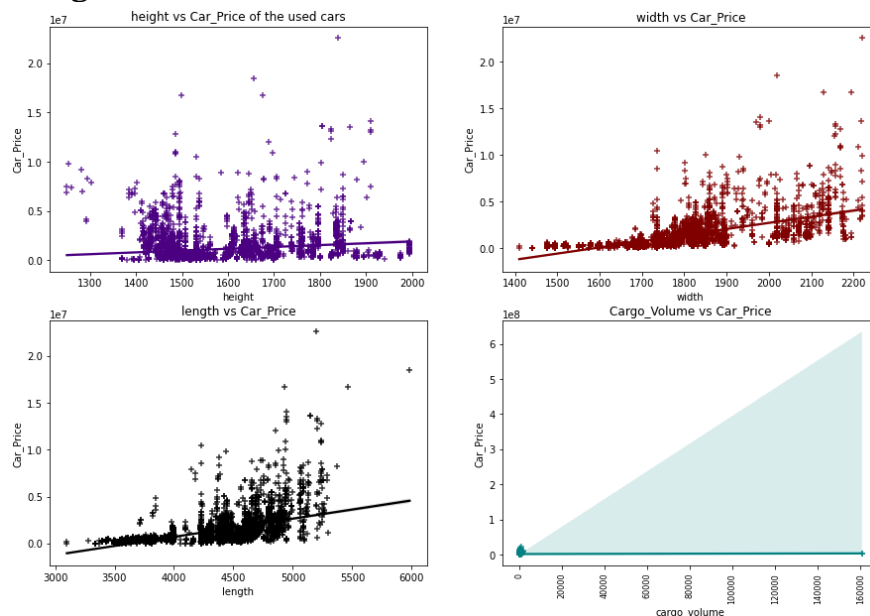 height vs Car_Price of the used cars
1e7
Car_Price
2.0
1.5
1.0
0.5
0.0
1300 1400 1500 1600 1700 1800 1900 2000
height
width vs Car_Price
1e7
Car_Price
2.0
1.5
1.0
0.5
0.0
1400 1500 1600 1700 1800 1900 2000 2100 2200
width
length vs Car_Price
1e7
Car_Price
2.0
1.5
1.0
0.5
0.0
3000 3500 4000 4500 5000 5500 6000
length
Cargo_Volume vs Car_Price
1e8
Car_Price
6
5
4
3
2
1
0
0 20000 40000 60000 80000 100000 120000 140000 160000
cargo_volume